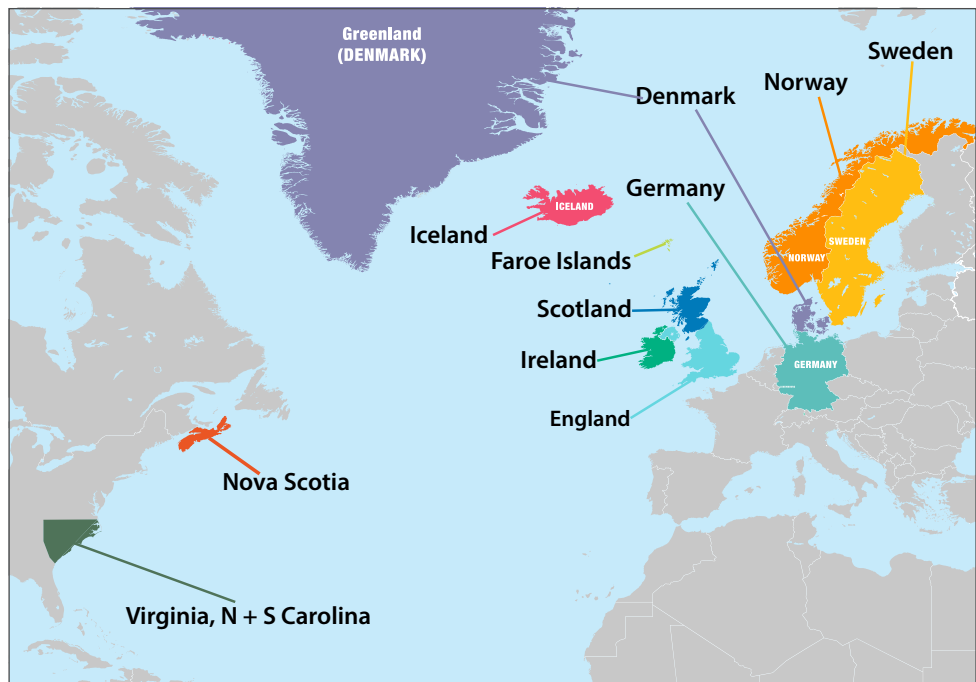 Greenland
(DENMARK)
Sweden
Norway
Denmark
Germany
ICELAND
Iceland
SWEDEN
Faroe Islands
NORWAY
Scotland
Ireland
GERMANY
England
Nova Scotia
Virginia, N + S Carolina